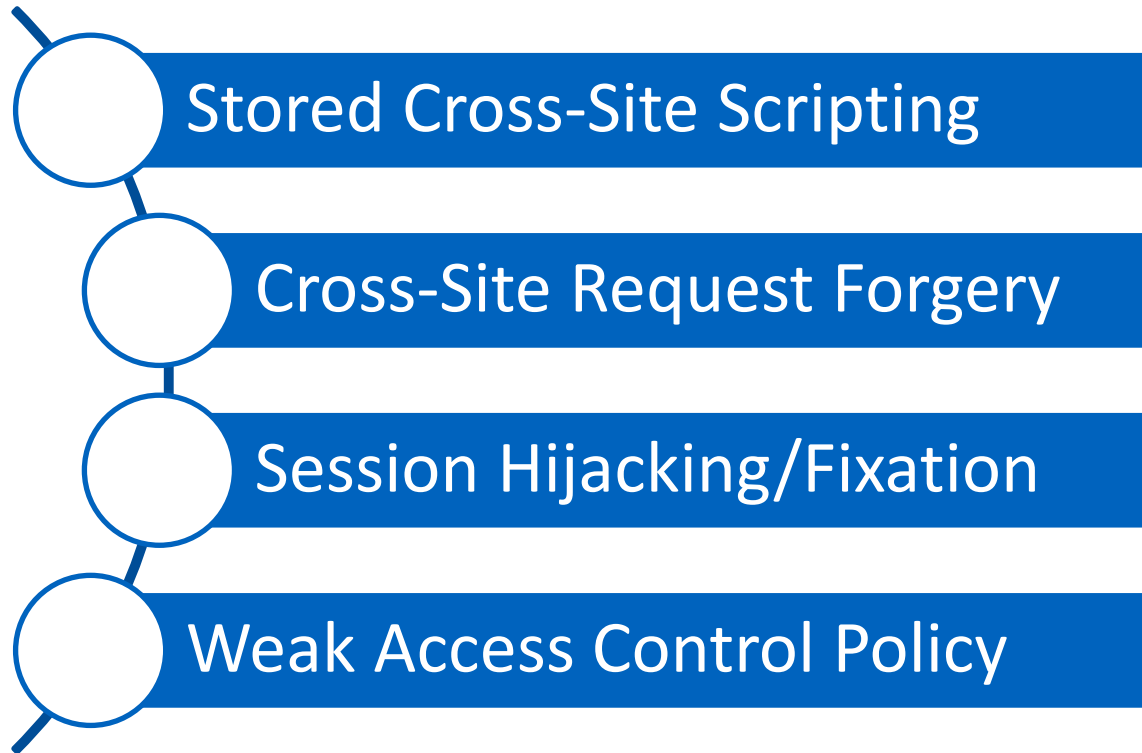 Stored Cross-Site Scripting
Cross-Site Request Forgery
Session Hijacking/Fixation
Weak Access Control Policy